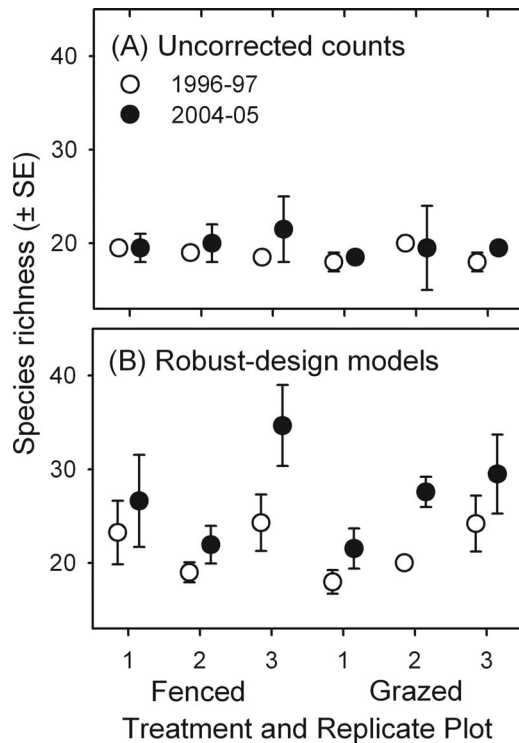 Species richness (± SE)
(A) Uncorrected counts
1996-97
2004-05
40
30
20
(B) Robust-design models
40
30
20
1 2 3 1 2 3
Fenced Grazed
Treatment and Replicate Plot